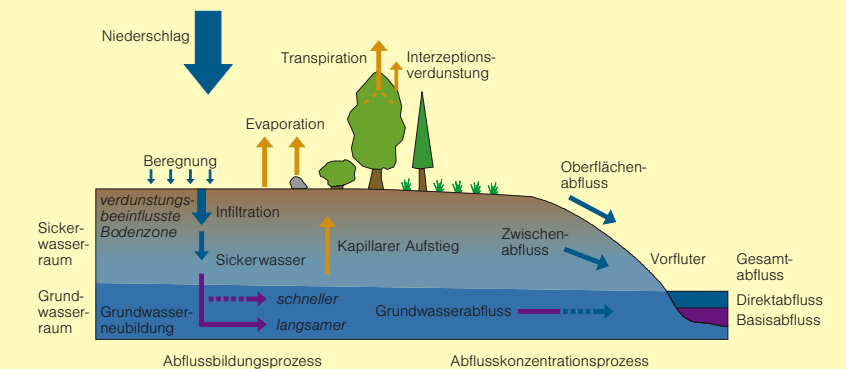 Niederschlag
Transpiration
Interzeptions-
verdunstung
Evaporation
Beregnung
Oberflächen-
abfluss
verdunstungs-
beeinflusste
Bodenzone
Infiltration
Sicker-
wasser-
raum
Sickerwasser
Kapillarer Aufstieg
Zwischen-
abfluss
Vorfluter
Gesamt-
abfluss
Grund-
wasser-
raum
Grundwasser-
neubildung
schneller
langsamer
Grundwasserabfluss
Direktabfluss
Basisabfluss
Abflussbildungsprozess
Abflusskonzentrationsprozess